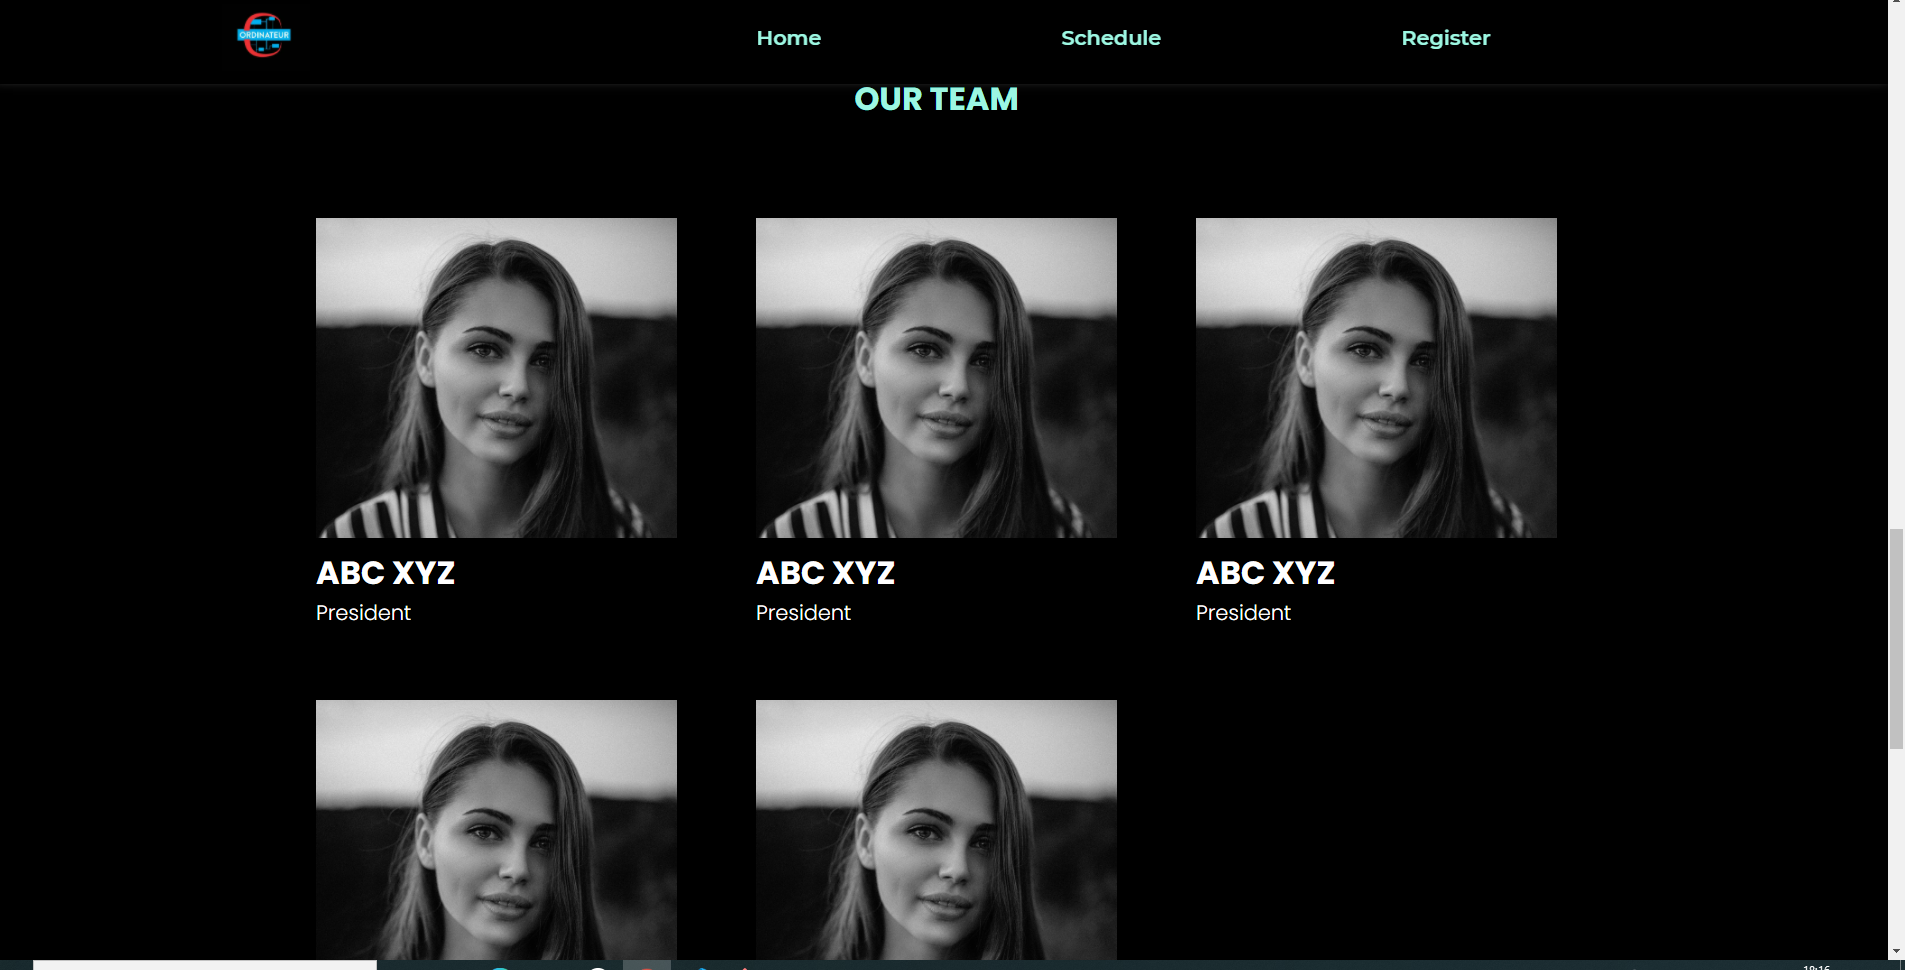 ORDINATEUR
Home
Schedule
Register
OUR TEAM
ABC XYZ
President
ABC XYZ
President
ABC XYZ
President